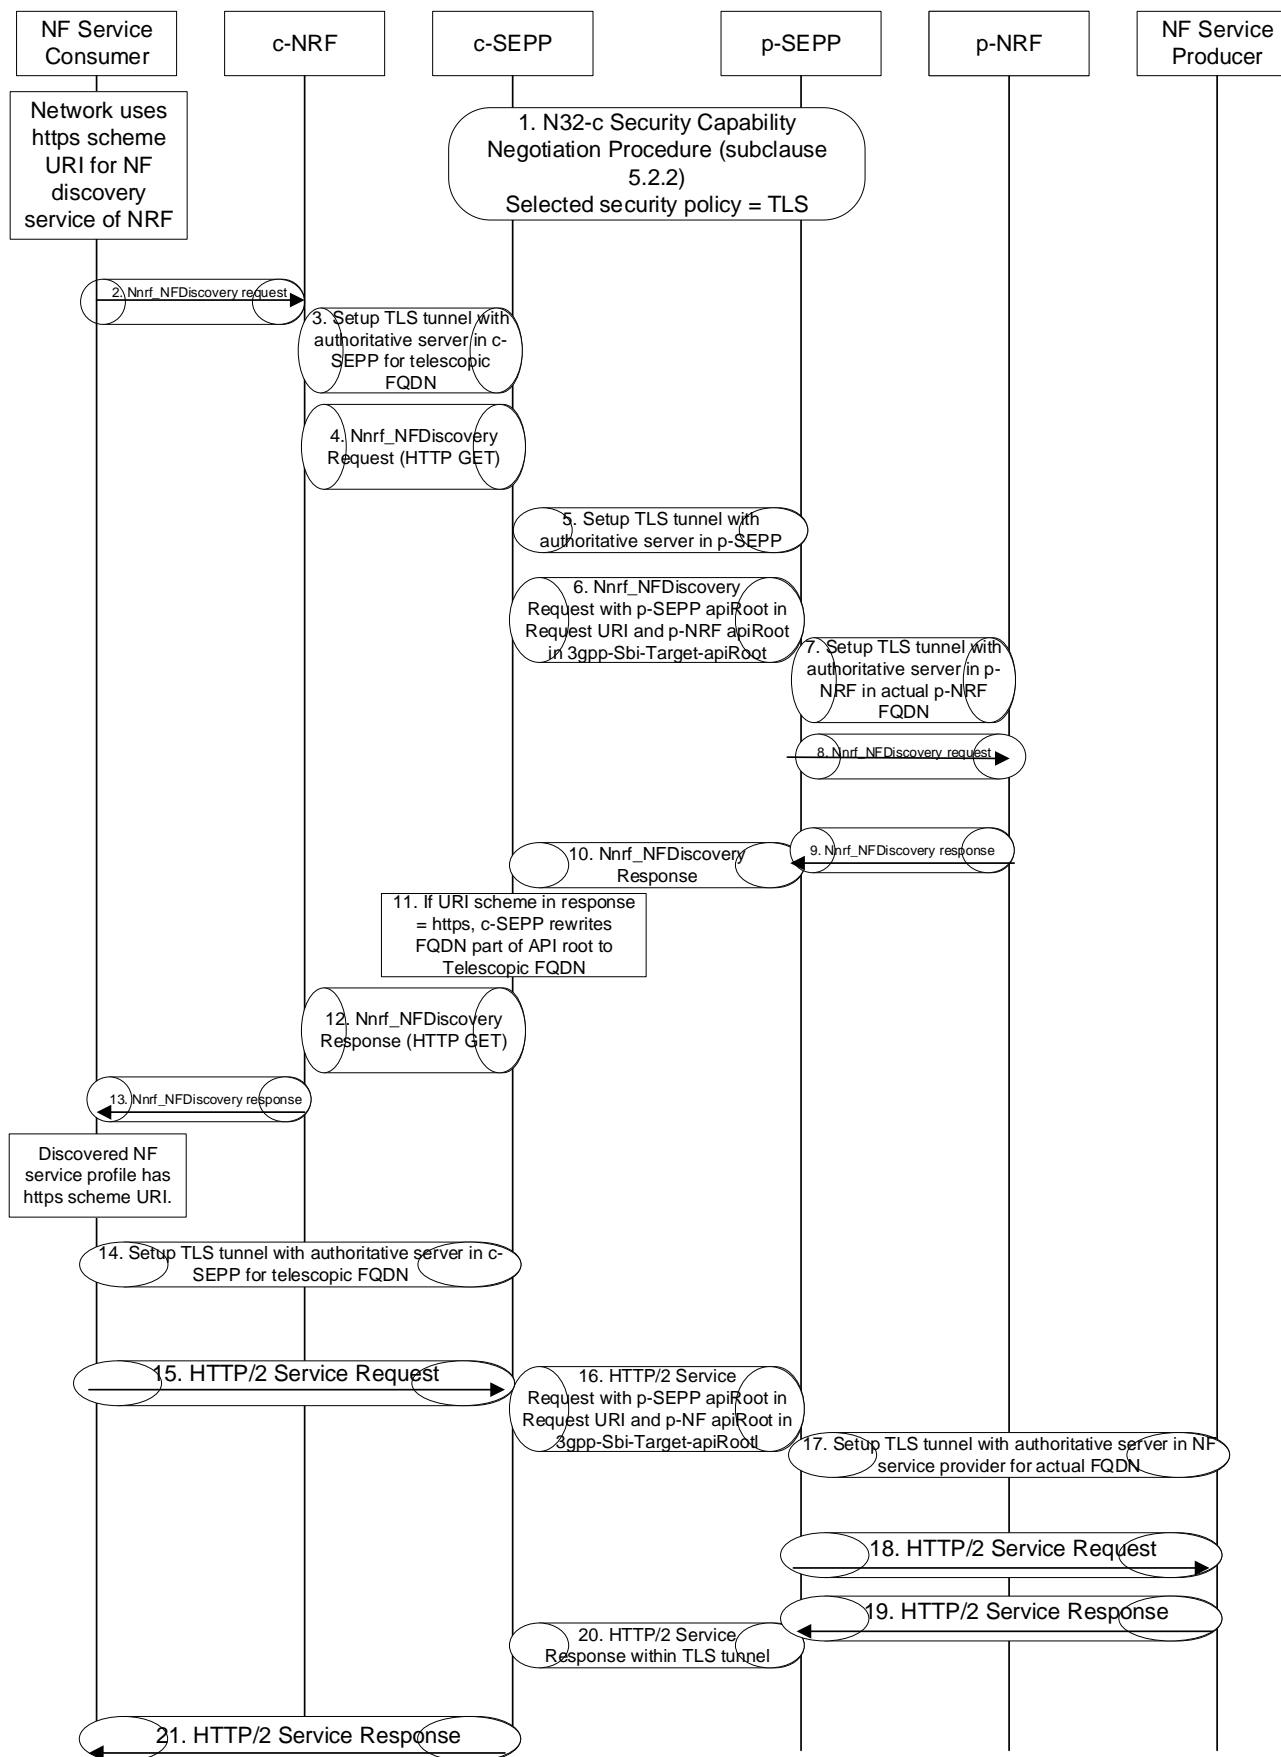 NF Service
Consumer
c-NRF
c-SEPP
p-SEPP
p-NRF
NF Service
Producer
Network uses
https scheme
URI for NF
discovery
service of NRF
1. N32-c Security Capability
Negotiation Procedure (subclause
5.2.2)
Selected security policy = TLS
2. Nnrf_NFDiscovery request
3. Setup TLS tunnel with
authoritative server in c-
SEPP for telescopic
FQDN
4. Nnrf_NFDiscovery
Request (HTTP GET)
5. Setup TLS tunnel with
authoritative server in p-SEPP
6. Nnrf_NFDiscovery
Request with p-SEPP apiRoot in
Request URI and p-NRF apiRoot
in 3gpp-Sbi-Target-apiRoot
7. Setup TLS tunnel with
authoritative server in p-
NRF in actual p-NRF
FQDN
8. Nnrf_NFDiscovery request
9. Nnrf_NFDiscovery response
10. Nnrf_NFDiscovery
Response
11. If URI scheme in response
= https, c-SEPP rewrites
FQDN part of API root to
Telescopic FQDN
12. Nnrf_NFDiscovery
Response (HTTP GET)
13. Nnrf_NFDiscovery response
Discovered NF
service profile has
https scheme URI.
14. Setup TLS tunnel with authoritative server in c-
SEPP for telescopic FQDN
15. HTTP/2 Service Request
16. HTTP/2 Service
Request with p-SEPP apiRoot in
Request URI and p-NF apiRoot in
3gpp-Sbi-Target-apiRootl
17. Setup TLS tunnel with authoritative server in NF
service provider for actual FQDN
18. HTTP/2 Service Request
19. HTTP/2 Service Response
20. HTTP/2 Service
Response within TLS tunnel
21. HTTP/2 Service Response